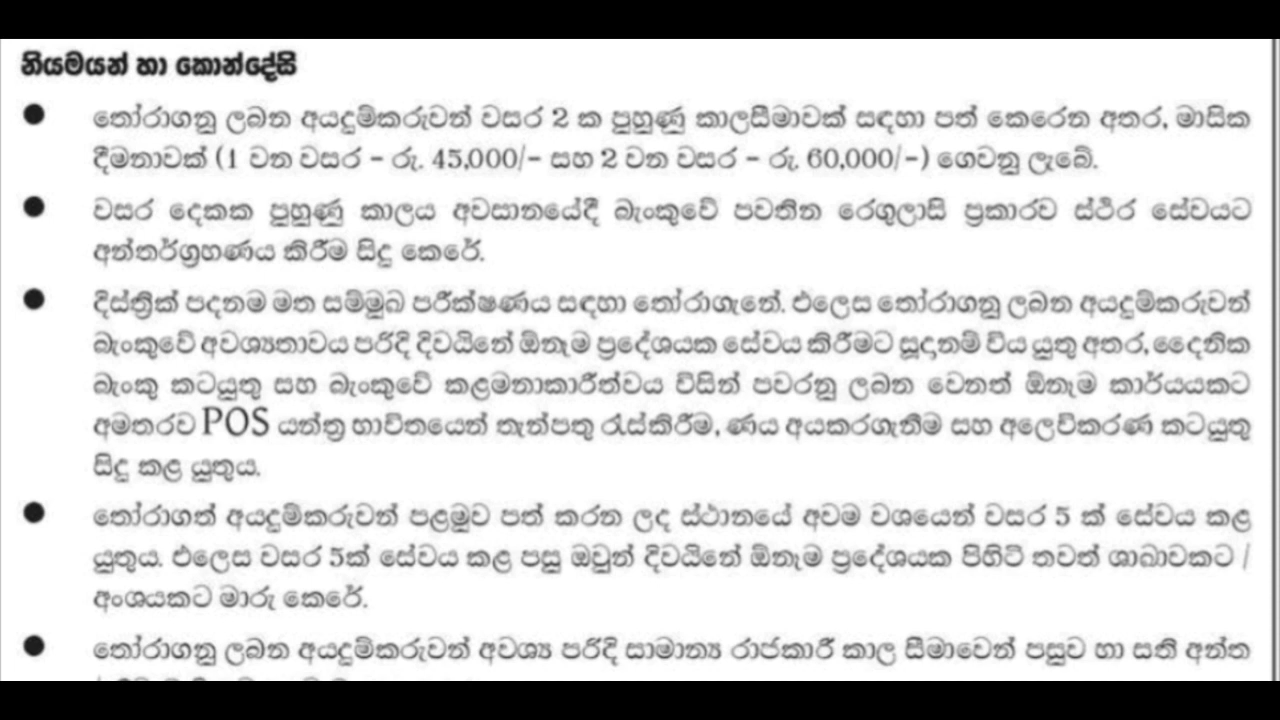 නියමයන් හා කොන්දේසි
● තෝරාගනු ලබන අයදුම්කරුවන් වසර 2 ක පුහුණු කාලසීමාවක් සඳහා පත් කෙරෙන අතර, මාසික
දීමනාවක් (1 වන වසර – රු. 45,000/– සහ 2 වන වසර – රු. 60,000/–) ගෙවනු ලැබේ.
● වසර දෙකක පුහුණු කාලය අවසානයේදී බැංකුවේ පවතින රෙගුලාසි ප්‍රකාරව ස්ථිර සේවයට
අන්තර්ග්‍රහණය කිරීම සිදු කෙරේ.
● දිස්ත්‍රික් පදනම මත සම්මුඛ පරීක්ෂණය සඳහා තෝරාගැනේ. එලෙස තෝරාගනු ලබන අයදුම්කරුවන්
බැංකුවේ අවශ්‍යතාවය පරිදි දිවයිනේ ඕනෑම ප්‍රදේශයක සේවය කිරීමට සූදානම් විය යුතු අතර, දෛනික
බැංකු කටයුතු සහ බැංකුවේ කළමනාකාරීත්වය විසින් පවරනු ලබන වෙනත් ඕනෑම කාර්යයකට
අමතරව POS යන්ත්‍ර භාවිතයෙන් තැන්පතු රැස්කිරීම, ණය අයකරගැනීම සහ අලෙවිකරණ කටයුතු
සිදු කළ යුතුය.
● තෝරාගත් අයදුම්කරුවන් පළමුව පත් කරන ලද ස්ථානයේ අවම වශයෙන් වසර 5 ක් සේවය කළ
යුතුය. එලෙස වසර 5ක් සේවය කළ පසු ඔවුන් දිවයිනේ ඕනෑම ප්‍රදේශයක පිහිටි තවත් ශාඛාවකට /
අංශයකට මාරු කෙරේ.
● තෝරාගනු ලබන අයදුම්කරුවන් අවශ්‍ය පරිදි සාමාන්‍ය රාජකාරී කාල සීමාවෙන් පසුව හා සති අන්ත